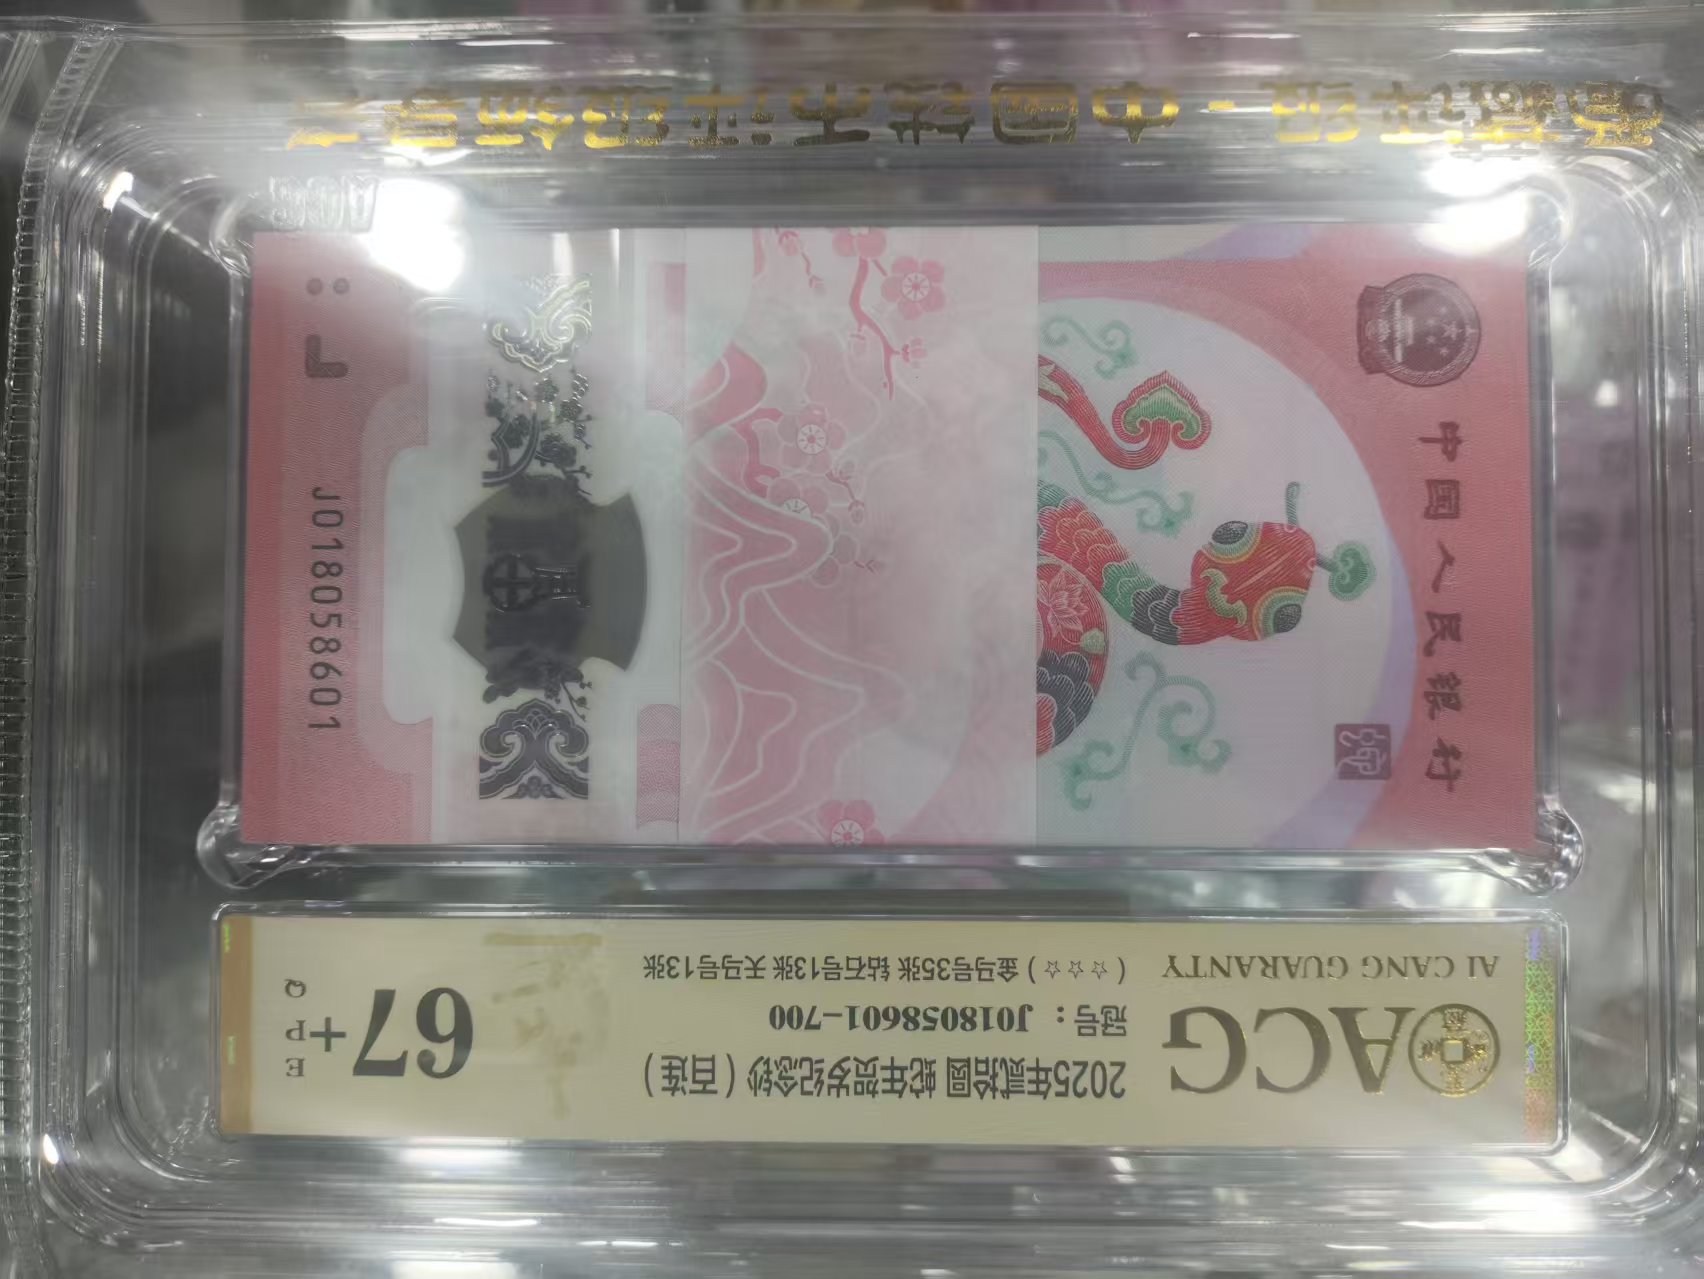 ACG
AI CANG GUARANTY
2025年贰拾圆 蛇年贺岁纪念钞（百连）
冠号：J018058601-700
（☆☆☆）金马号35张 钻石号13张 天马号13张
67+
E
P
Q
中国人民银行
J018058601